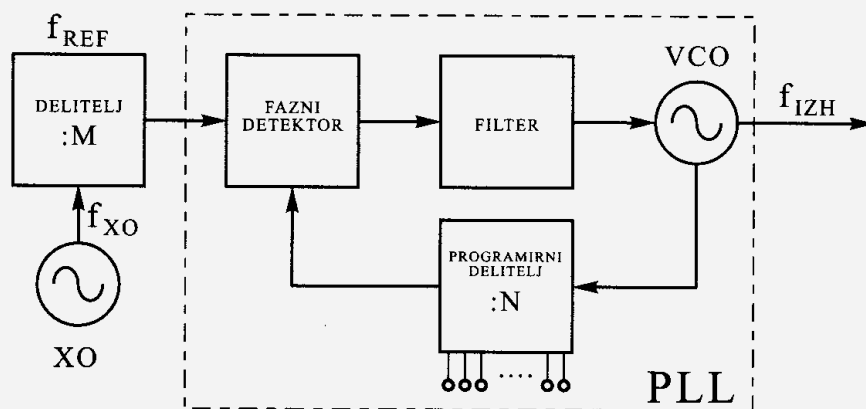 f_REF
DELITELJ
:M
f_XO
XO
FAZNI
DETEKTOR
FILTER
VCO
f_IZH
PROGRAMIRNI
DELITELJ
:N
PLL